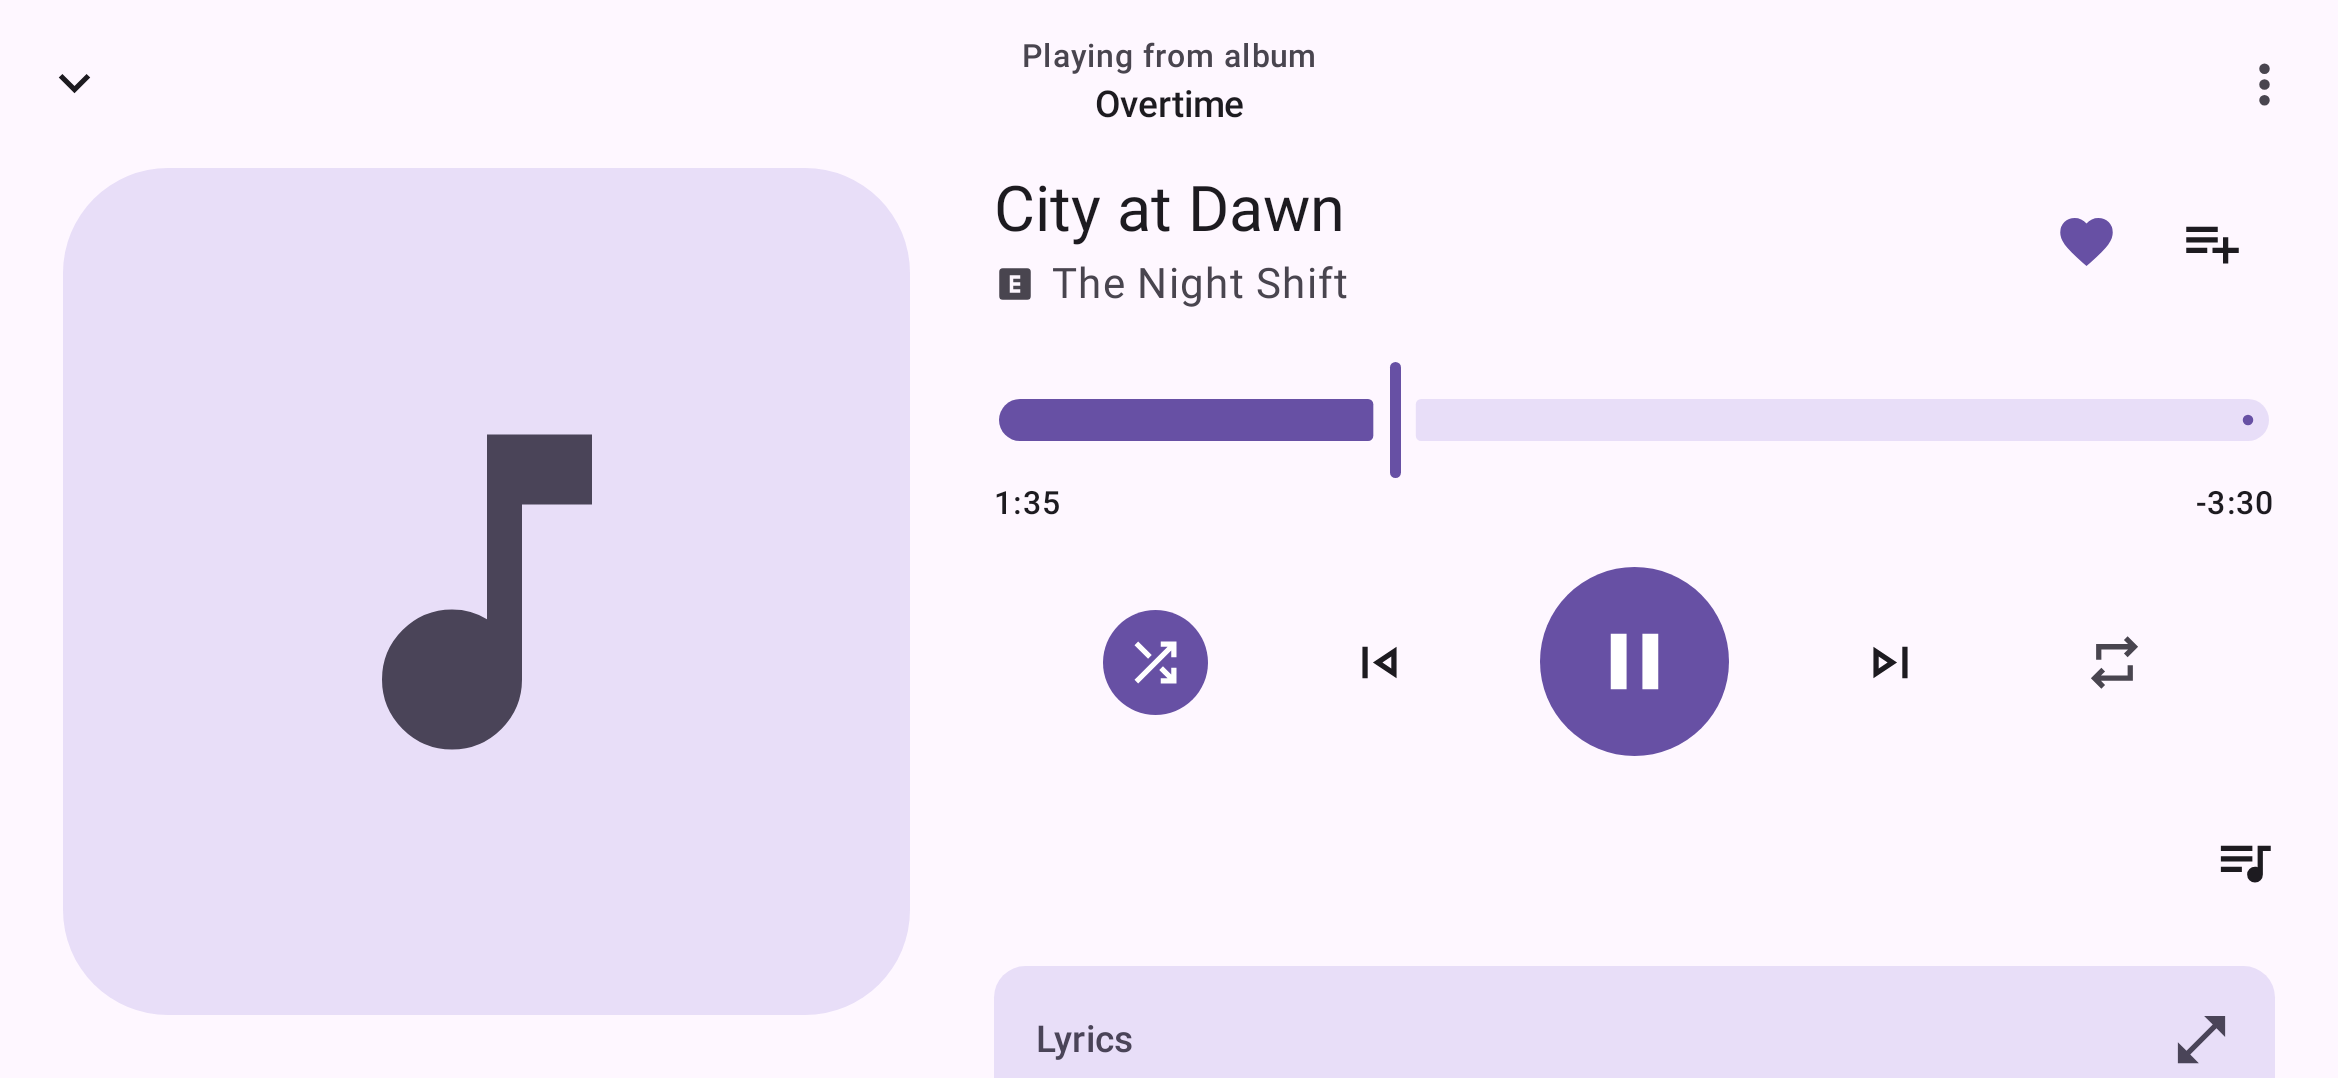 Playing from album
Overtime
City at Dawn
E The Night Shift
1:35
-3:30
Lyrics